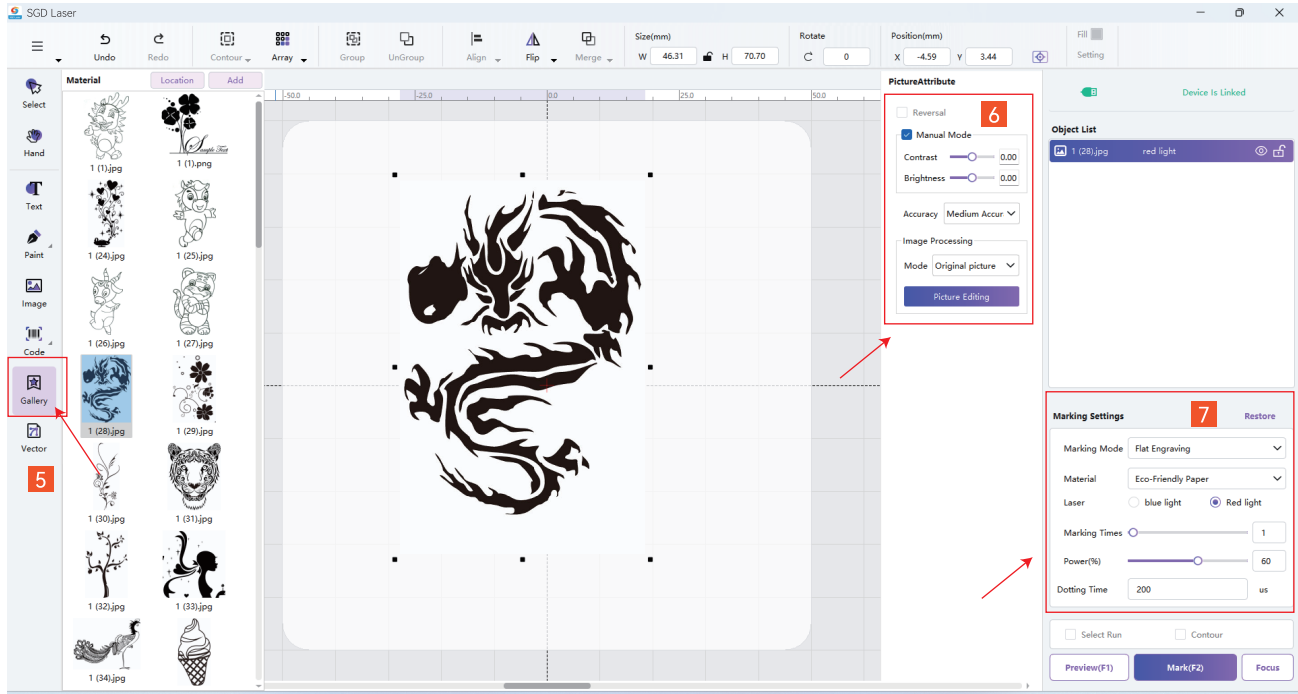 SGD Laser
Undo
Redo
Contour
Array
Group
UnGroup
Align
Flip
Merge
Size(mm)
W 46.31 H 70.70
Rotate
0
Position(mm)
X -4.59 Y 3.44
Fill
Setting
Select
Hand
Text
Paint
Image
Code
Gallery
Vector
5
Material Location Add
Sample Text
1 (1).jpg 1 (1).png
1 (24).jpg 1 (25).jpg
1 (26).jpg 1 (27).jpg
1 (28).jpg 1 (29).jpg
1 (30).jpg 1 (31).jpg
1 (32).jpg 1 (33).jpg
1 (34).jpg
-50.0 -25.0 0.0 25.0 50.0
PictureAttribute
Reversal
6
Manual Mode
Contrast 0.00
Brightness 0.00
Accuracy Medium Accur
Image Processing
Mode Original picture
Picture Editing
Device Is Linked
Object List
1 (28).jpg red light
Marking Settings 7 Restore
Marking Mode Flat Engraving
Material Eco-Friendly Paper
Laser blue light Red light
Marking Times 1
Power(%) 60
Dotting Time 200 us
Select Run Contour
Preview(F1) Mark(F2) Focus